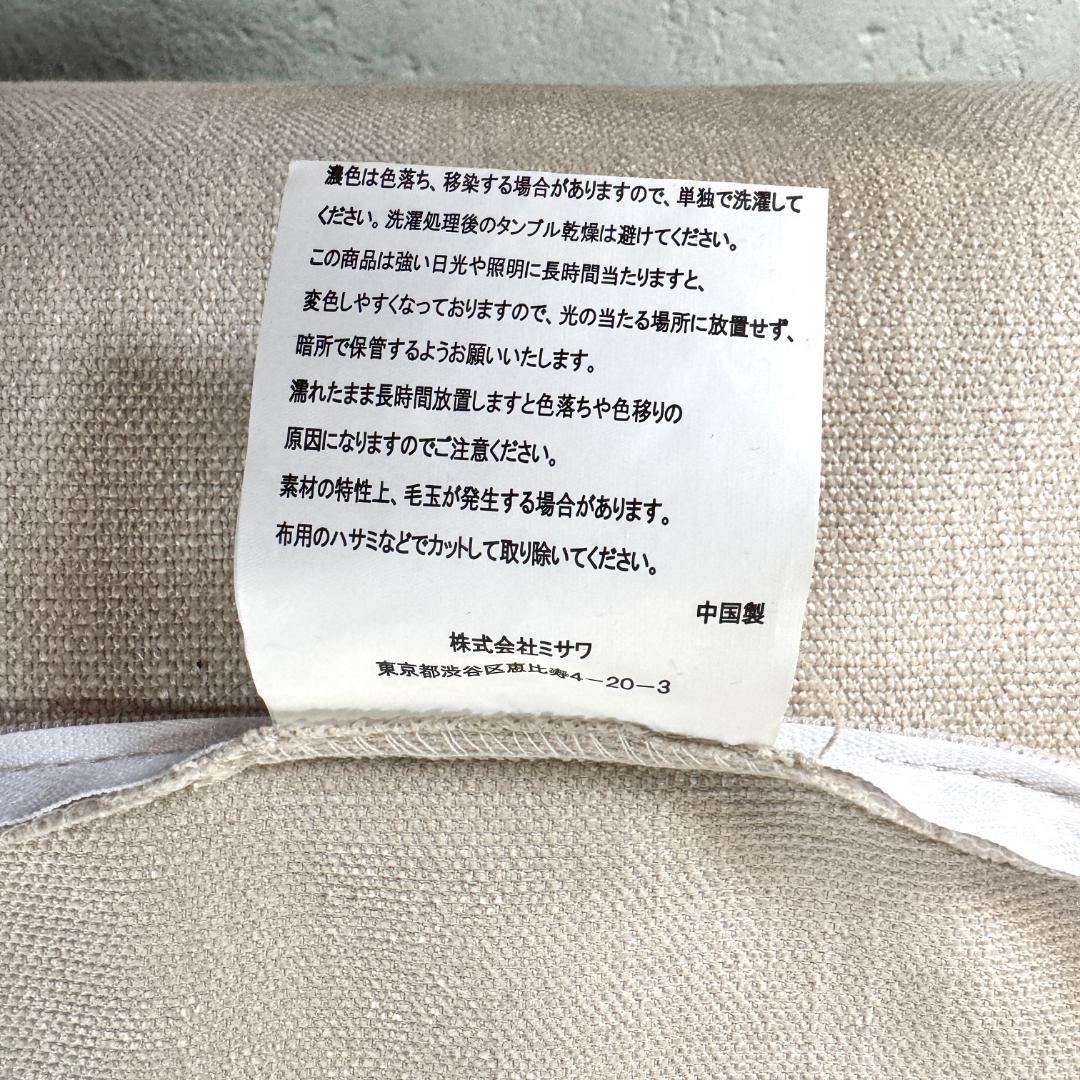 濃色は色落ち、移染する場合がありますので、単独で洗濯して
ください。洗濯処理後のタンブル乾燥は避けてください。
この商品は強い日光や照明に長時間当たりますと、
変色しやすくなっておりますので、光の当たる場所に放置せず、
暗所で保管するようお願いいたします。
濡れたまま長時間放置しますと色落ちや色移りの
原因になりますのでご注意ください。
素材の特性上、毛玉が発生する場合があります。
布用のハサミなどでカットして取り除いてください。
中国製
株式会社ミサワ
東京都渋谷区恵比寿4－20－3